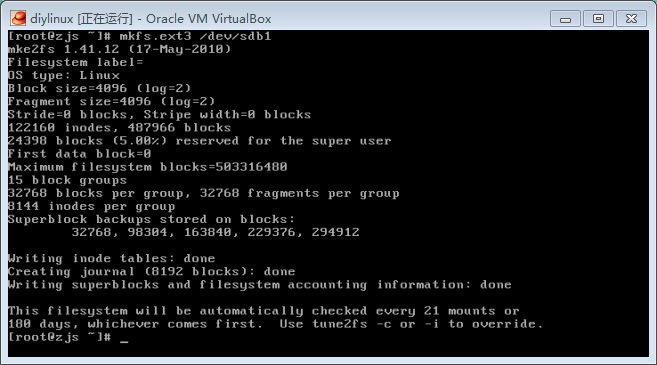 diylinux [正在运行] - Oracle VM VirtualBox
[root@zjs ~]# mkfs.ext3 /dev/sdb1
mke2fs 1.41.12 (17-May-2010)
Filesystem label=
OS type: Linux
Block size=4096 (log=2)
Fragment size=4096 (log=2)
Stride=0 blocks, Stripe width=0 blocks
122160 inodes, 487966 blocks
24398 blocks (5.00%) reserved for the super user
First data block=0
Maximum filesystem blocks=503316480
15 block groups
32768 blocks per group, 32768 fragments per group
8144 inodes per group
Superblock backups stored on blocks:
        32768, 98304, 163840, 229376, 294912
Writing inode tables: done
Creating journal (8192 blocks): done
Writing superblocks and filesystem accounting information: done
This filesystem will be automatically checked every 21 mounts or
180 days, whichever comes first.  Use tune2fs -c or -i to override.
[root@zjs ~]# _